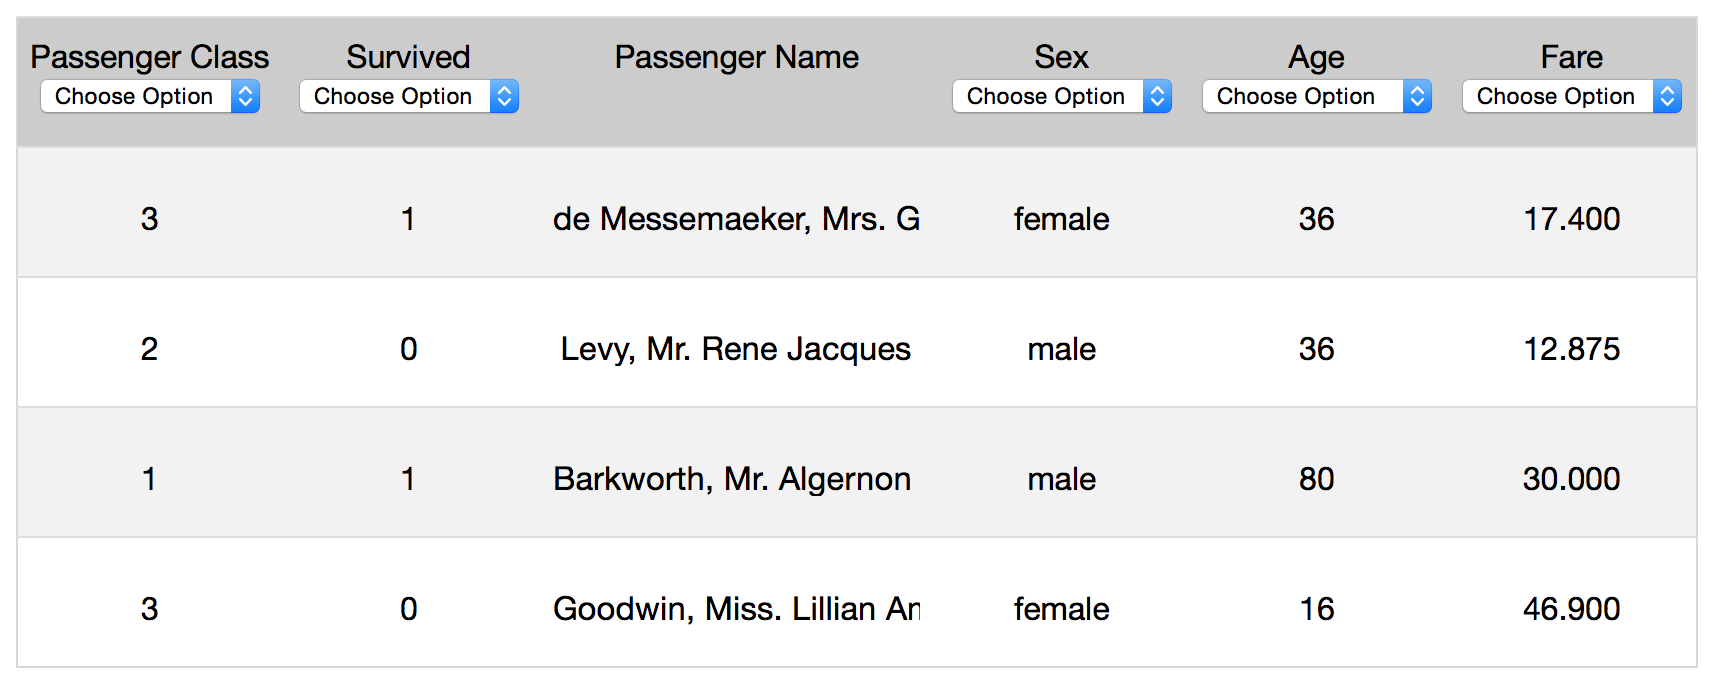 Passenger Class Survived Passenger Name Sex Age Fare
Choose Option Choose Option Choose Option Choose Option Choose Option
3 1 de Messemaeker, Mrs. G female 36 17.400
2 0 Levy, Mr. Rene Jacques male 36 12.875
1 1 Barkworth, Mr. Algernon male 80 30.000
3 0 Goodwin, Miss. Lillian An female 16 46.900